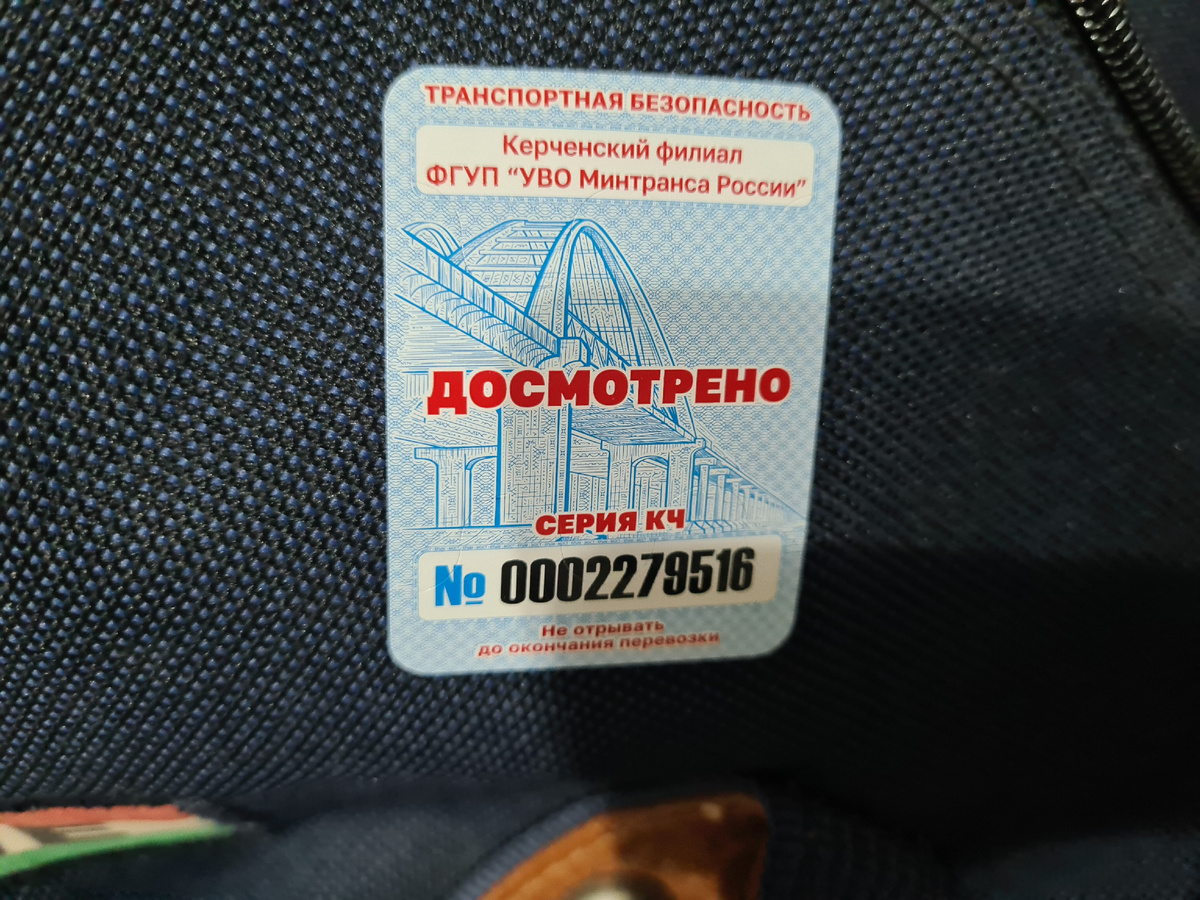 ТРАНСПОРТНАЯ БЕЗОПАСНОСТЬ
Керченский филиал
ФГУП “УВО Минтранса России”
ДОСМОТРЕНО
СЕРИЯ КЧ
№ 0002279516
Не отрывать
до окончания перевозки